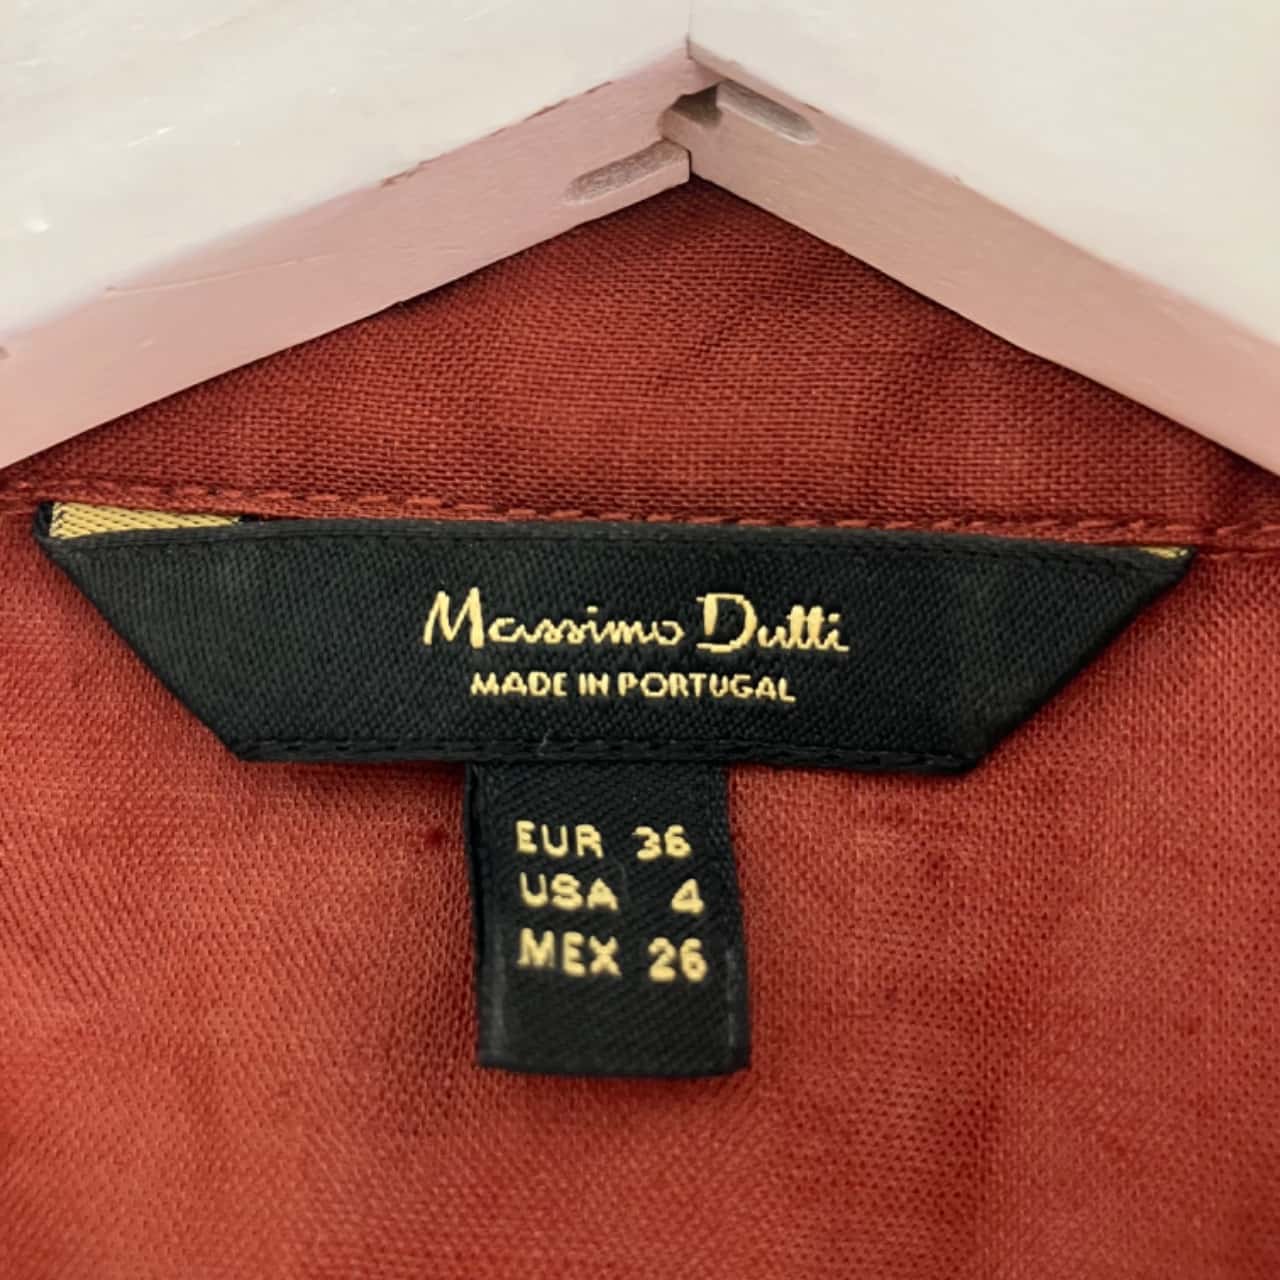 Massimo Dutti
MADE IN PORTUGAL
EUR 36
USA 4
MEX 26